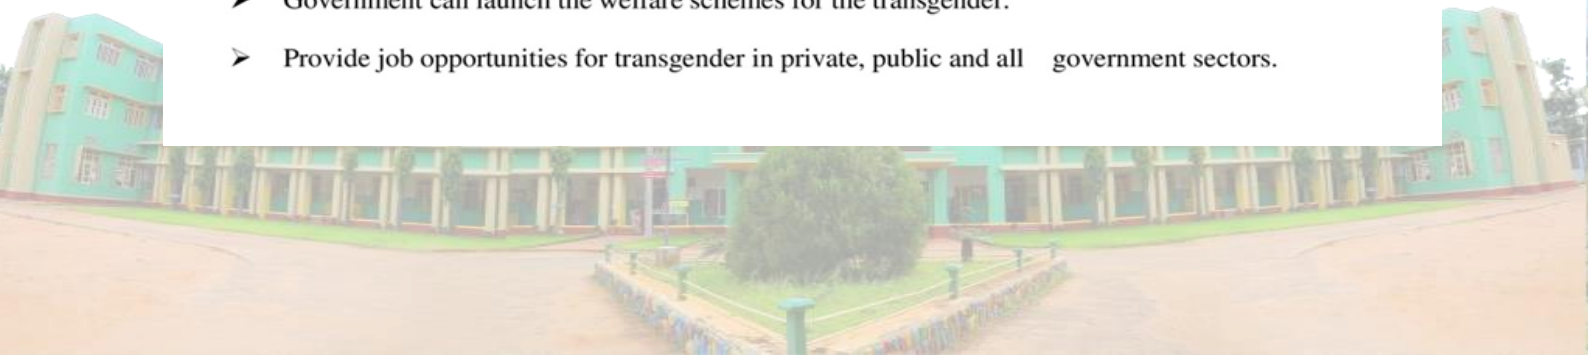 ➤ Government can launch the welfare schemes for the transgender.
➤ Provide job opportunities for transgender in private, public and all government sectors.